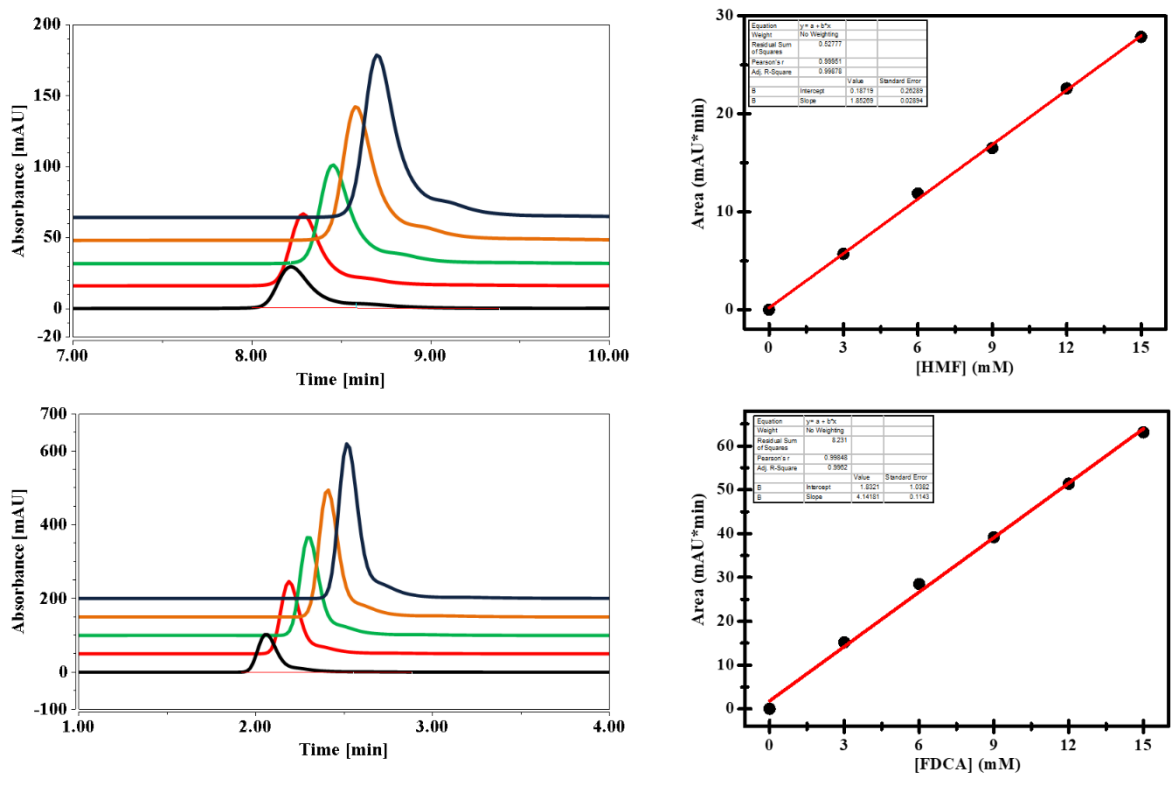 200
150
100
50
0
-20
7.00 8.00 9.00 10.00
Absorbance [mAU]
Time [min]
30
20
10
0
0 3 6 9 12 15
Area (mAU*min)
[HMF] (mM)
Equation y = a + b*x
Weight No Weighting
Residual Sum of Squares 0.52777
Pearson's r 0.99951
Adj. R-Square 0.99878
Value Standard Error
B Intercept 0.18719 0.26289
B Slope 1.85269 0.02894
700
600
400
200
0
-100
1.00 2.00 3.00 4.00
Absorbance [mAU]
Time [min]
60
50
40
30
20
10
0
0 3 6 9 12 15
Area (mAU*min)
[FDCA] (mM)
Equation y = a + b*x
Weight No Weighting
Residual Sum of Squares 8.231
Pearson's r 0.99848
Adj. R-Square 0.9962
Value Standard Error
B Intercept 1.8321 1.0382
B Slope 4.14181 0.1143